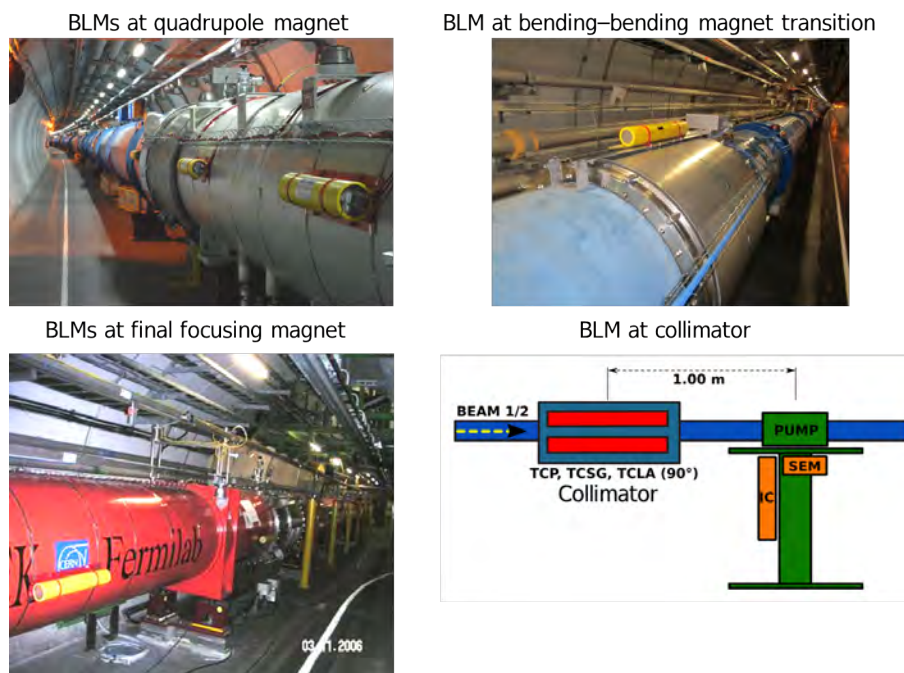 BLMs at quadrupole magnet
BLM at bending–bending magnet transition
BLMs at final focusing magnet
BLM at collimator
K
Fermilab
CERN
03.11.2006
1.00 m
BEAM 1/2
PUMP
TCP, TCSG, TCLA (90°)
Collimator
SEM
IC